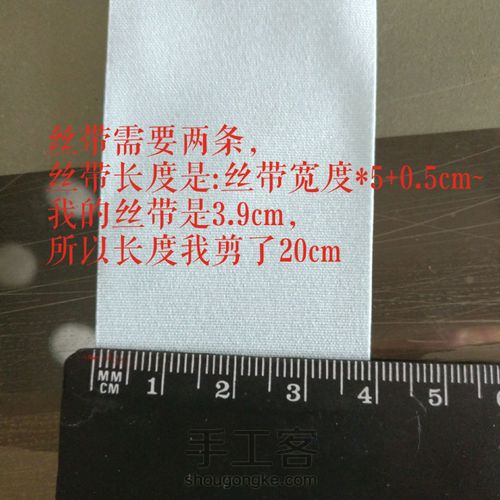 丝带需要两条，
丝带长度是:丝带宽度*5+0.5cm~
我的丝带是3.9cm，
所以长度我剪了20cm
MM 1 2 3 4 5 6
CM
手工客
shougongke.com